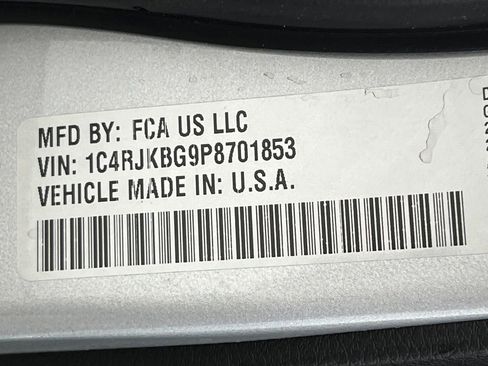 MFD BY: FCA US LLC
VIN: 1C4RJKBG9P8701853
VEHICLE MADE IN: U.S.A.